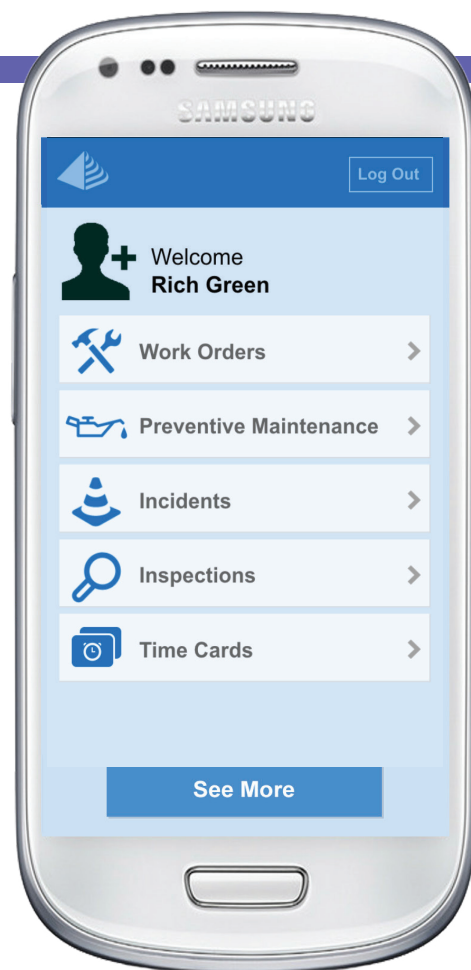 SAMSUNG
Log Out
Welcome
Rich Green
Work Orders
Preventive Maintenance
Incidents
Inspections
Time Cards
See More